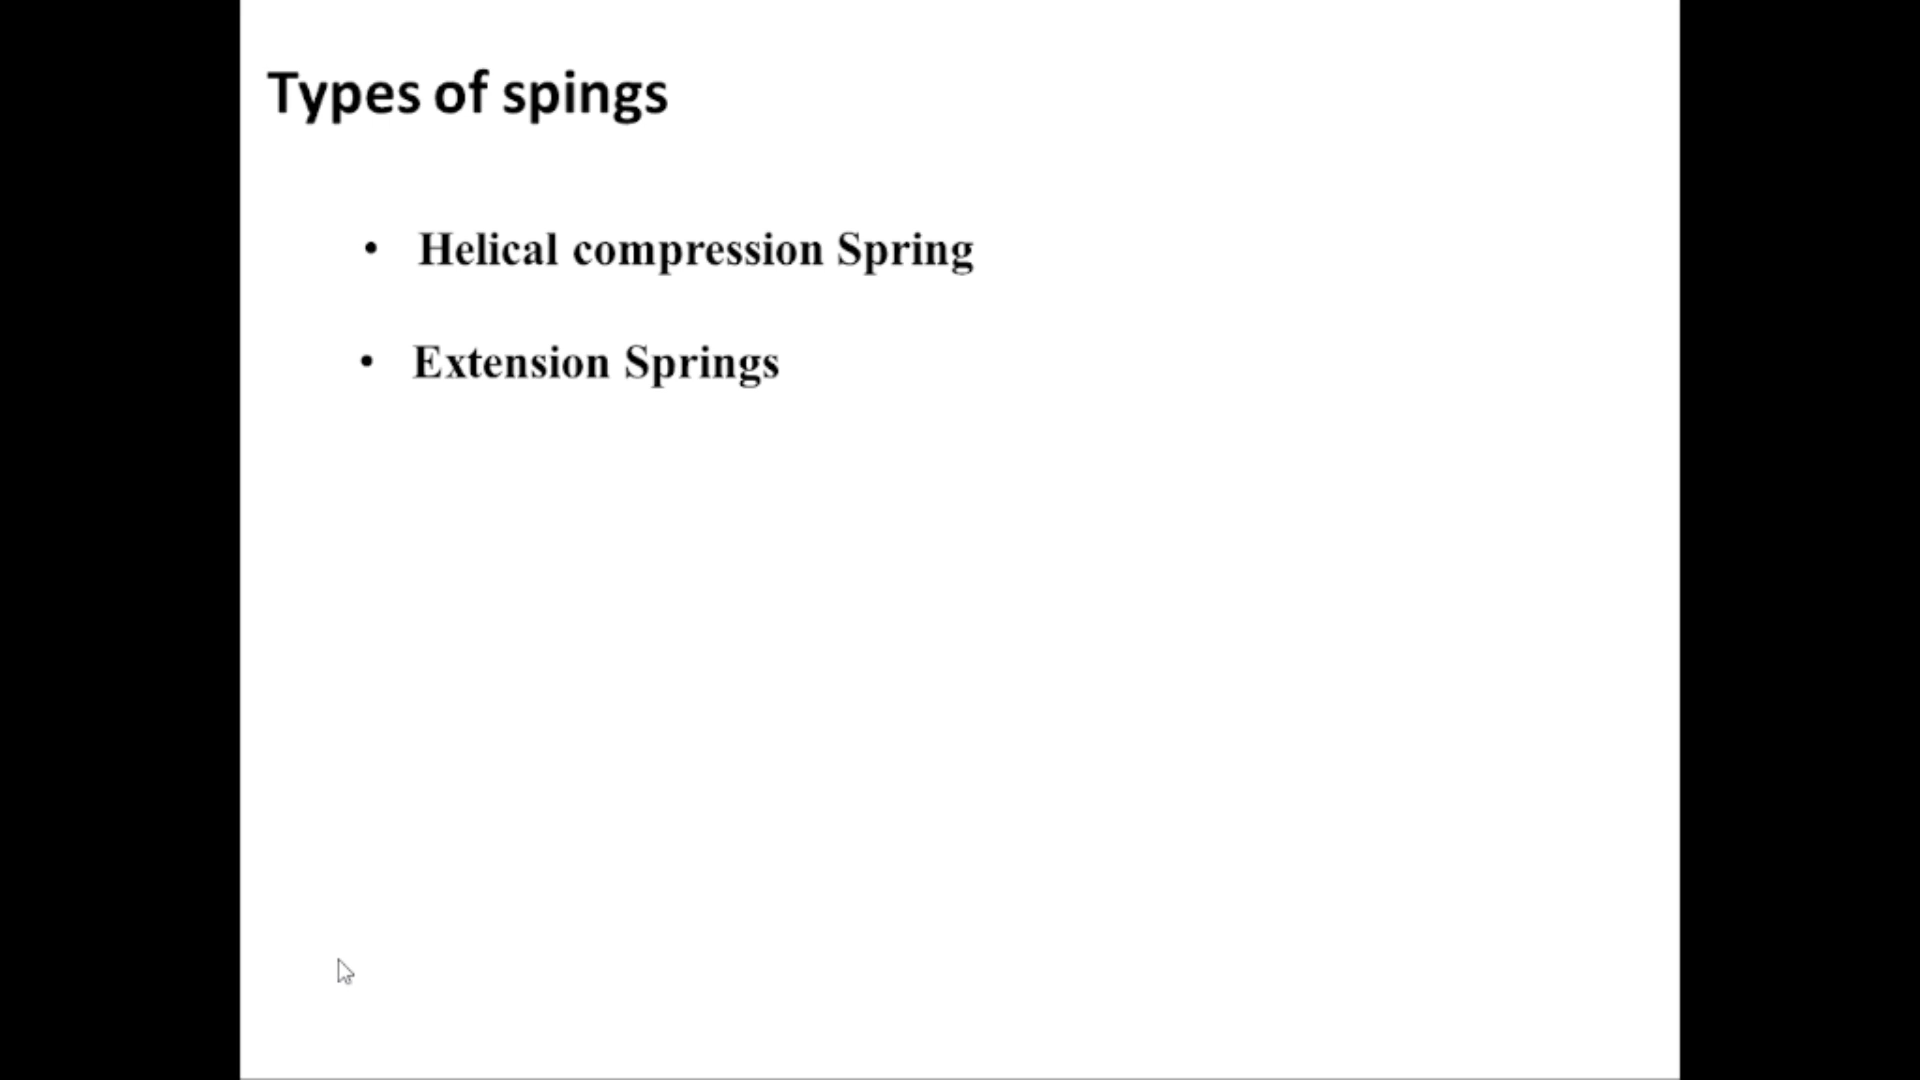 Types of spings
• Helical compression Spring
• Extension Springs